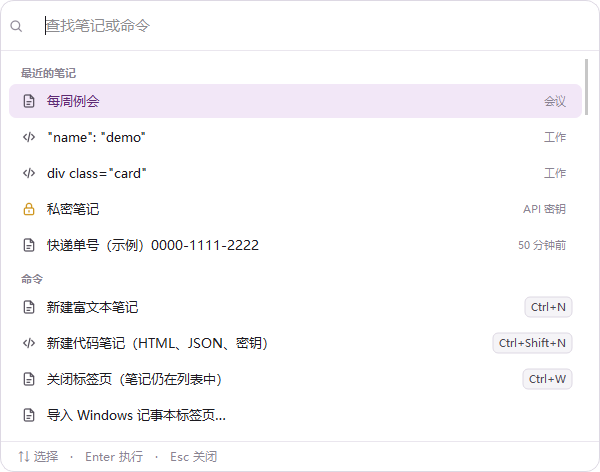 查找笔记或命令
最近的笔记
每周例会 会议
"name": "demo" 工作
div class="card" 工作
私密笔记 API 密钥
快递单号（示例）0000-1111-2222 50 分钟前
命令
新建富文本笔记 Ctrl+N
新建代码笔记（HTML、JSON、密钥） Ctrl+Shift+N
关闭标签页（笔记仍在列表中） Ctrl+W
导入 Windows 记事本标签页...
↑↓ 选择 · Enter 执行 · Esc 关闭